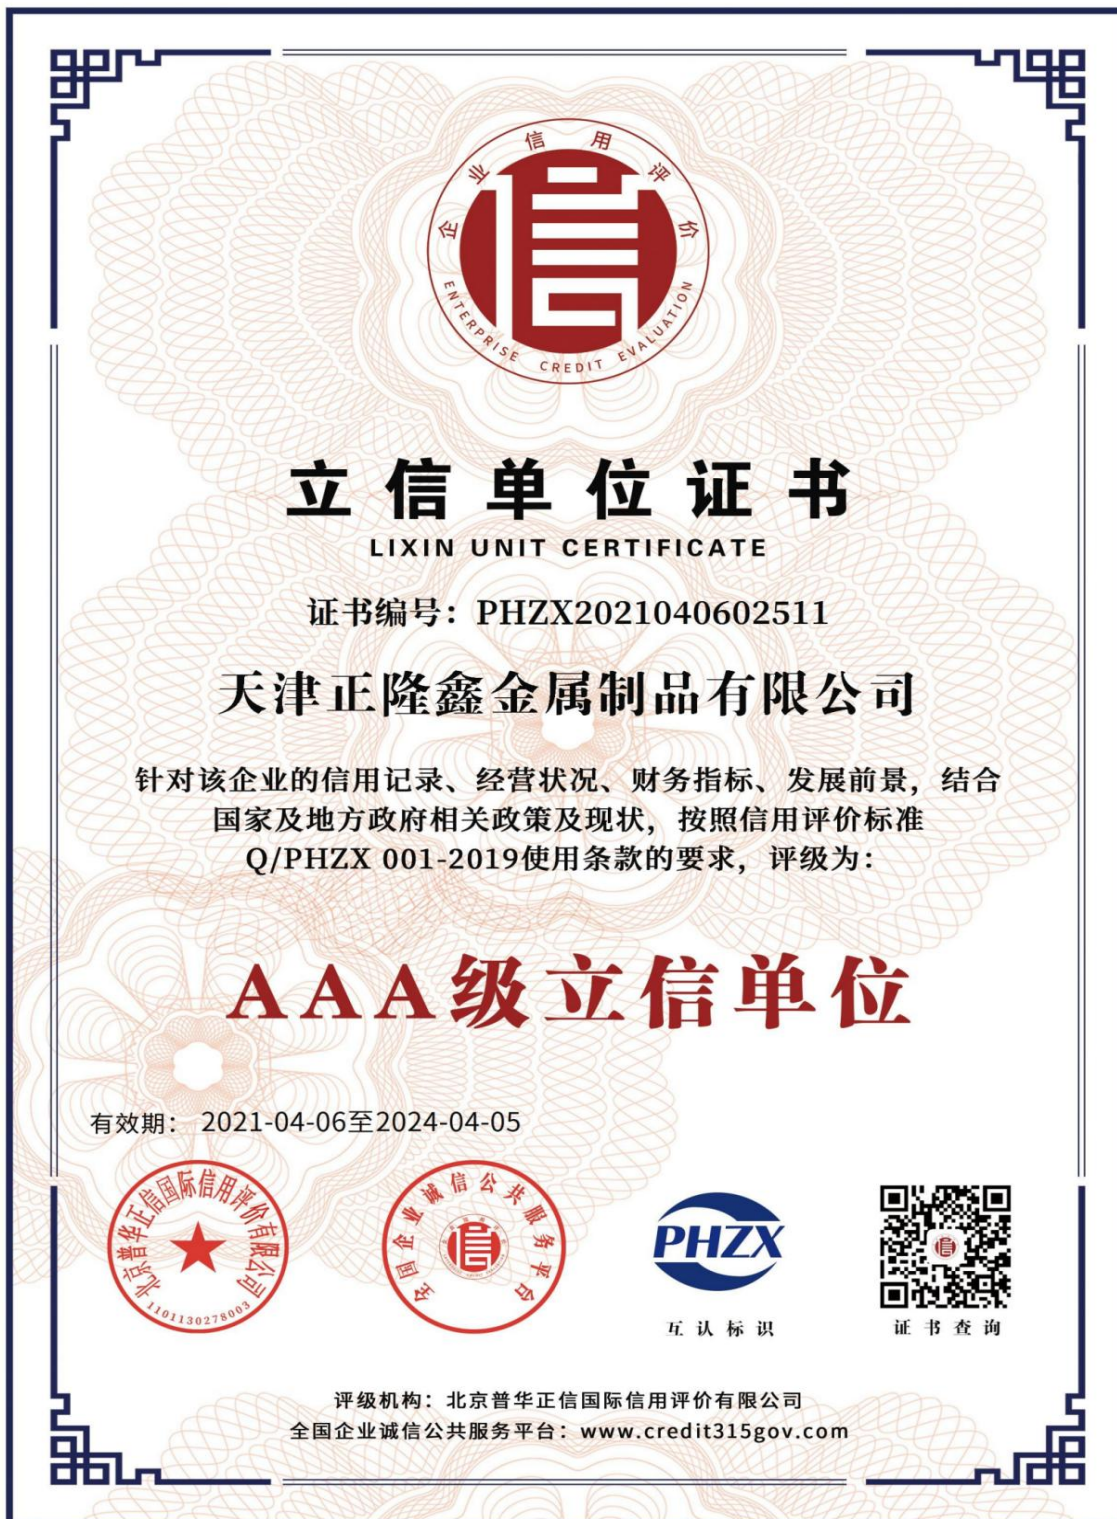 企业信用评价
ENTERPRISE CREDIT EVALUATION
立信单位证书
LIXIN UNIT CERTIFICATE
证书编号：PHZX2021040602511
天津正隆鑫金属制品有限公司
针对该企业的信用记录、经营状况、财务指标、发展前景，结合
国家及地方政府相关政策及现状，按照信用评价标准
Q/PHZX 001-2019使用条款的要求，评级为：
AAA级立信单位
有效期： 2021-04-06至2024-04-05
北京普华正信国际信用评价有限公司
1101130278003
全国企业诚信公共服务平台
PHZX
互认标识
证书查询
评级机构：北京普华正信国际信用评价有限公司
全国企业诚信公共服务平台：www.credit315gov.com